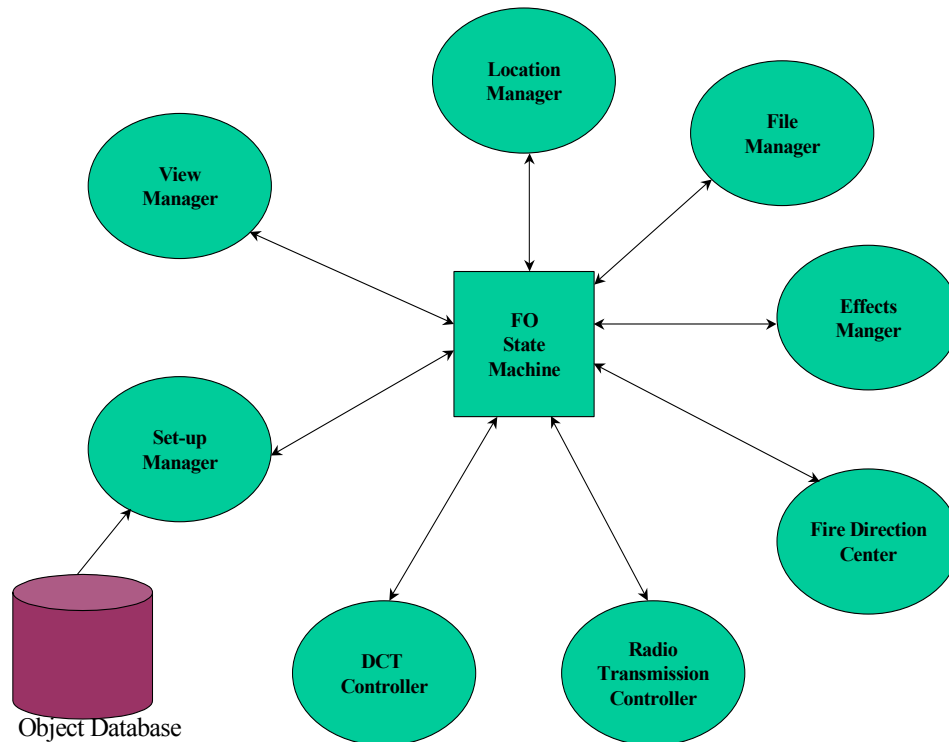 Location
Manager
File
Manager
View
Manager
FO
State
Machine
Effects
Manger
Set-up
Manager
Fire Direction
Center
DCT
Controller
Radio
Transmission
Controller
Object Database